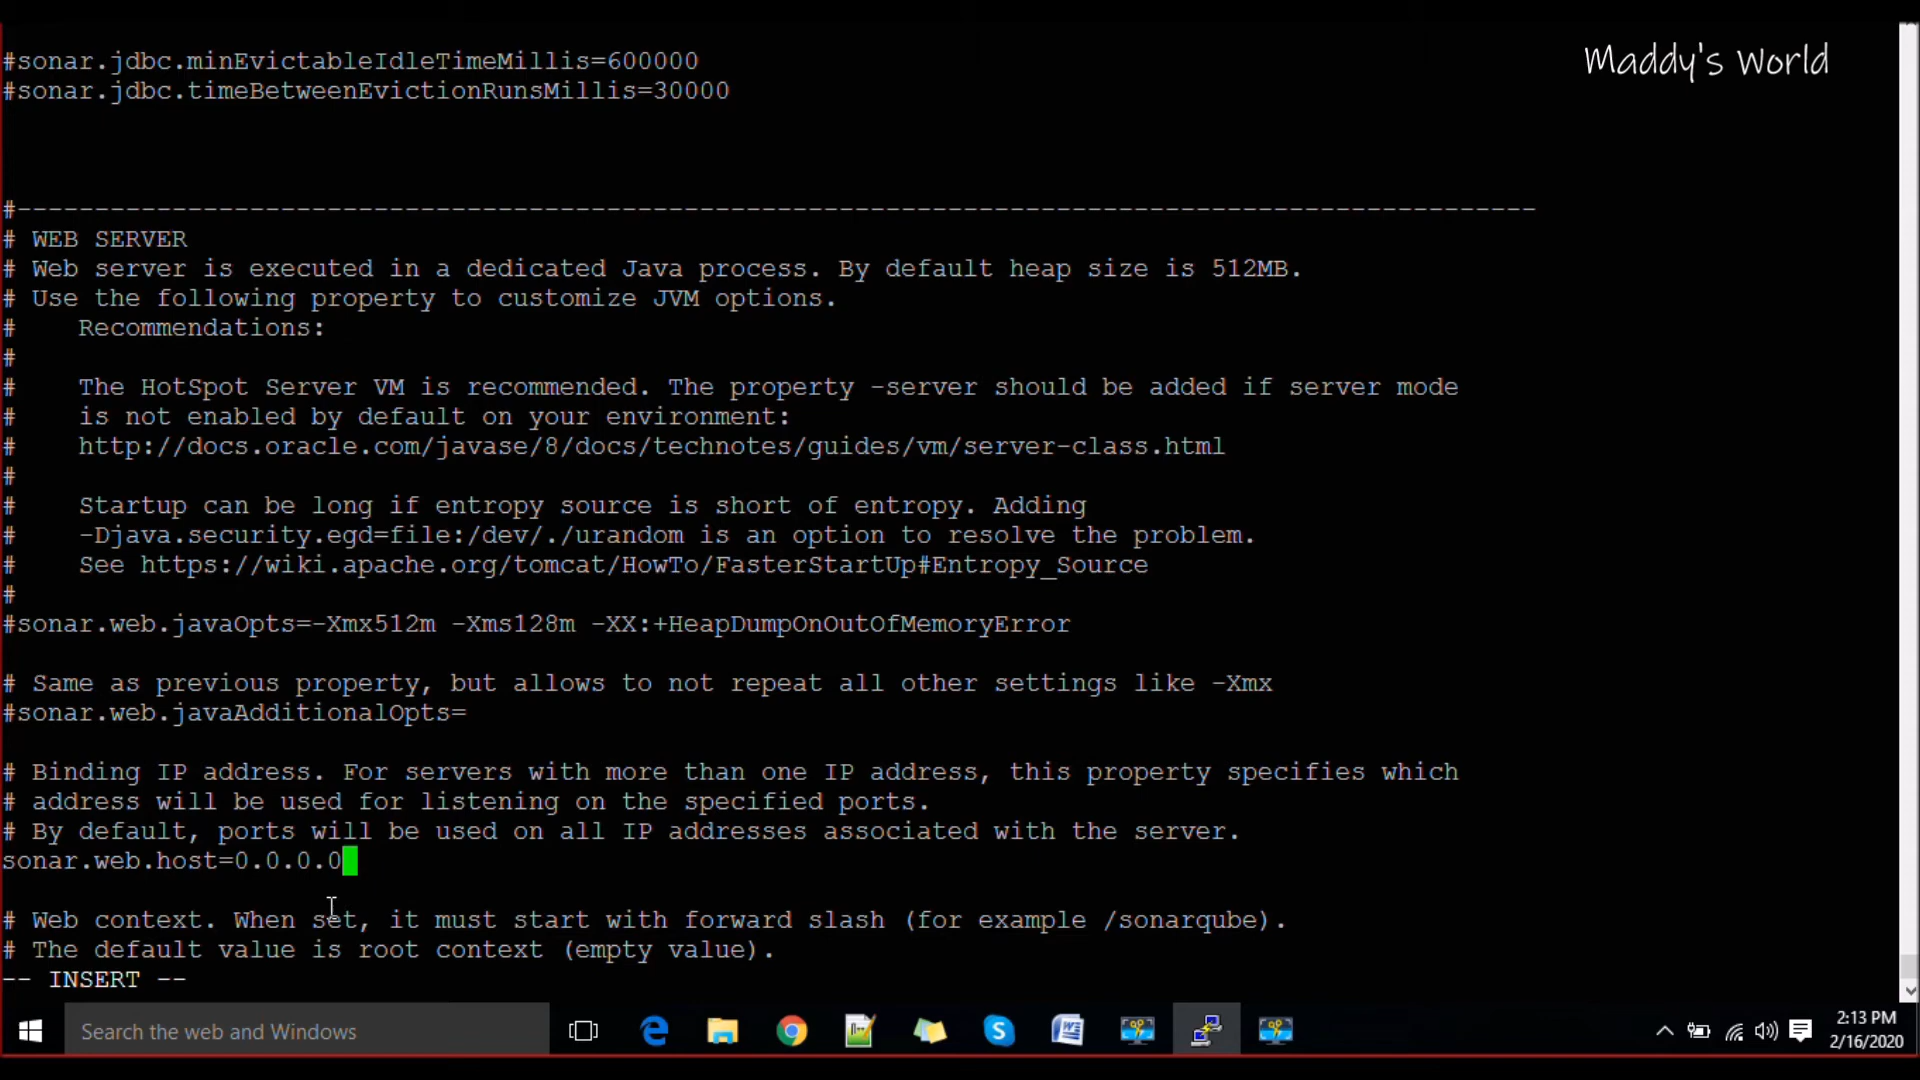 #sonar.jdbc.minEvictableIdleTimeMillis=600000
Maddy's World
#sonar.jdbc.timeBetweenEvictionRunsMillis=30000
#--------------------------------------------------------------------------------------------------
# WEB SERVER
# Web server is executed in a dedicated Java process. By default heap size is 512MB.
# Use the following property to customize JVM options.
#    Recommendations:
#
#    The HotSpot Server VM is recommended. The property -server should be added if server mode
#    is not enabled by default on your environment:
#    http://docs.oracle.com/javase/8/docs/technotes/guides/vm/server-class.html
#
#    Startup can be long if entropy source is short of entropy. Adding
#    -Djava.security.egd=file:/dev/./urandom is an option to resolve the problem.
#    See https://wiki.apache.org/tomcat/HowTo/FasterStartUp#Entropy_Source
#
#sonar.web.javaOpts=-Xmx512m -Xms128m -XX:+HeapDumpOnOutOfMemoryError
# Same as previous property, but allows to not repeat all other settings like -Xmx
#sonar.web.javaAdditionalOpts=
# Binding IP address. For servers with more than one IP address, this property specifies which
# address will be used for listening on the specified ports.
# By default, ports will be used on all IP addresses associated with the server.
sonar.web.host=0.0.0.0
# Web context. When set, it must start with forward slash (for example /sonarqube).
# The default value is root context (empty value).
-- INSERT --
Search the web and Windows
2:13 PM
2/16/2020